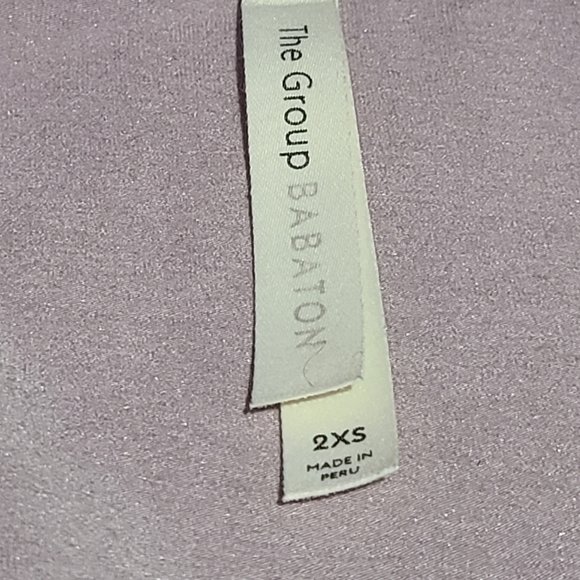 The Group BABATON
2XS
MADE IN
PERU